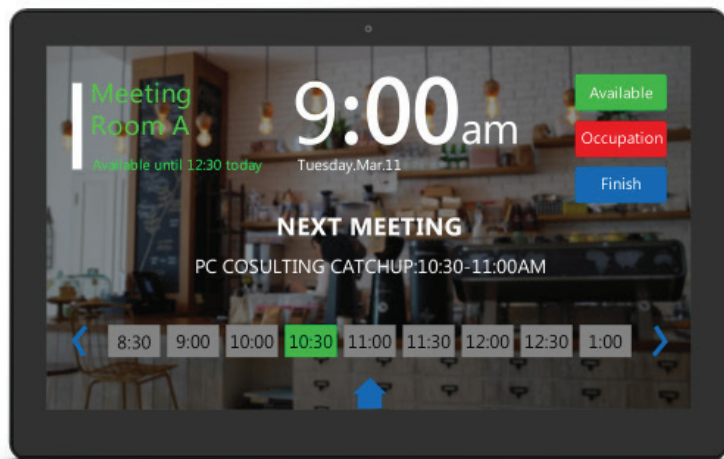 Meeting
Room A
Available until 12:30 today
9:00am
Tuesday.Mar.11
Available
Occupation
Finish
NEXT MEETING
PC COSULTING CATCHUP:10:30-11:00AM
8:30 9:00 10:00 10:30 11:00 11:30 12:00 12:30 1:00